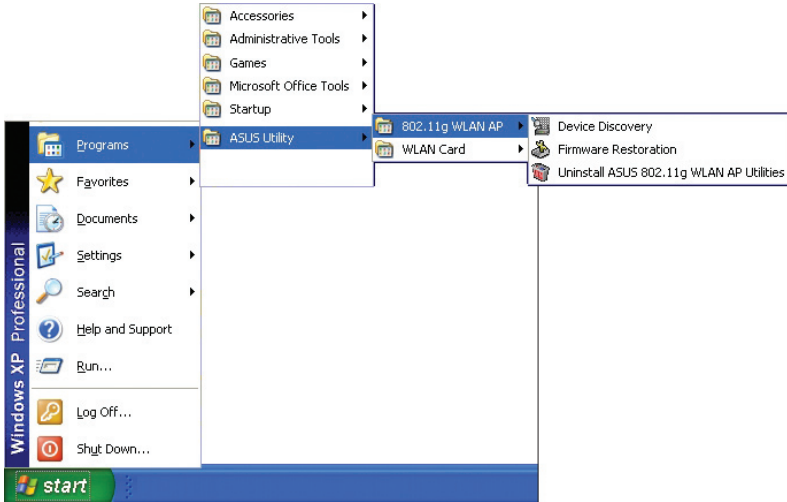 Accessories
Administrative Tools
Games
Microsoft Office Tools
Startup
ASUS Utility
802.11g WLAN AP
WLAN Card
Device Discovery
Firmware Restoration
Uninstall ASUS 802.11g WLAN AP Utilities
Programs
Favorites
Documents
Settings
Search
Help and Support
Run...
Log Off...
Shut Down...
Windows XP Professional
start